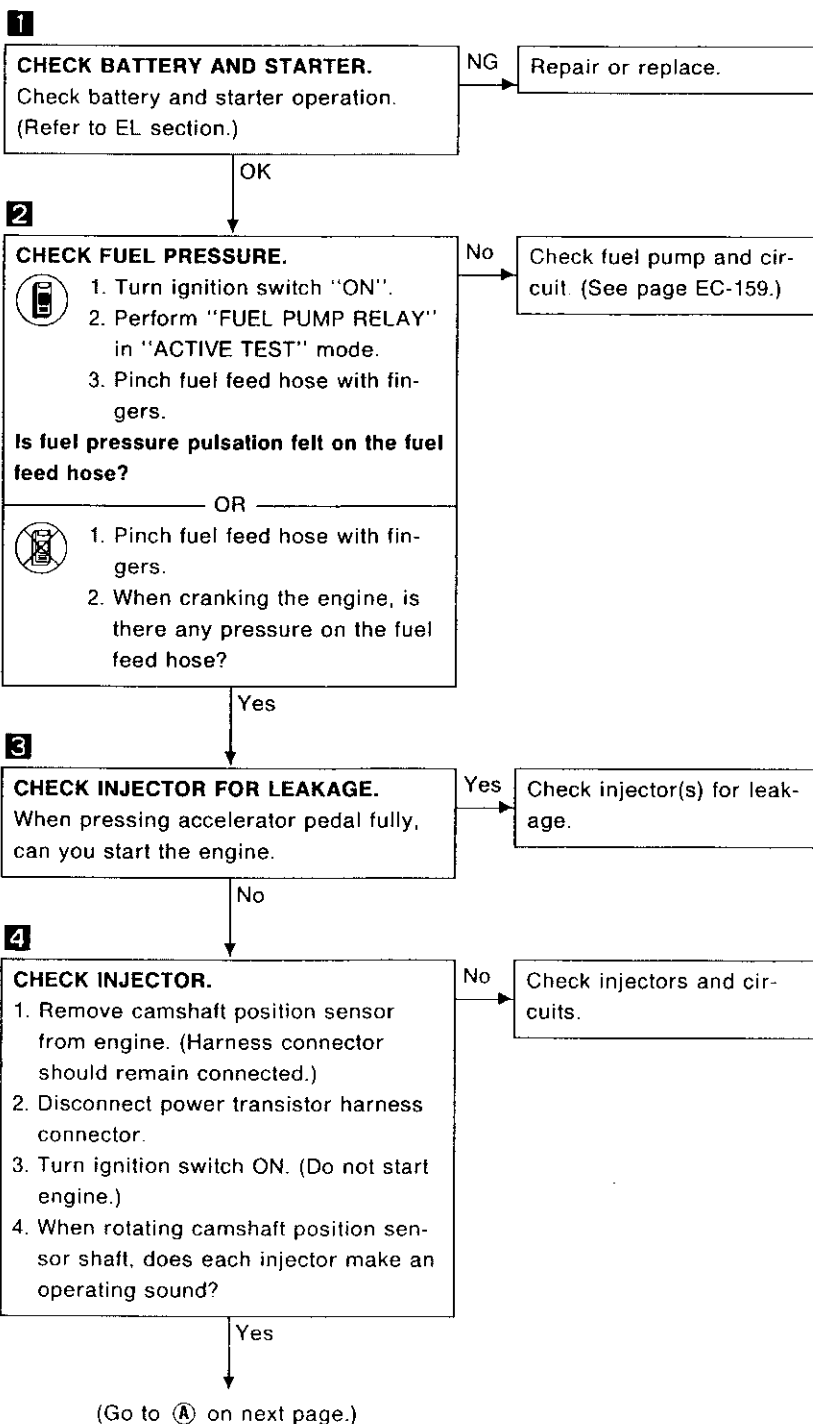 1
CHECK BATTERY AND STARTER.
Check battery and starter operation.
(Refer to EL section.)
NG
Repair or replace.
OK
2
CHECK FUEL PRESSURE.
1. Turn ignition switch "ON".
2. Perform "FUEL PUMP RELAY"
in "ACTIVE TEST" mode.
3. Pinch fuel feed hose with fin-
gers.
Is fuel pressure pulsation felt on the fuel
feed hose?
OR
1. Pinch fuel feed hose with fin-
gers.
2. When cranking the engine, is
there any pressure on the fuel
feed hose?
No
Check fuel pump and cir-
cuit. (See page EC-159.)
Yes
3
CHECK INJECTOR FOR LEAKAGE.
When pressing accelerator pedal fully,
can you start the engine.
Yes
Check injector(s) for leak-
age.
No
4
CHECK INJECTOR.
1. Remove camshaft position sensor
from engine. (Harness connector
should remain connected.)
2. Disconnect power transistor harness
connector.
3. Turn ignition switch ON. (Do not start
engine.)
4. When rotating camshaft position sen-
sor shaft, does each injector make an
operating sound?
No
Check injectors and cir-
cuits.
Yes
(Go to Ⓐ on next page.)